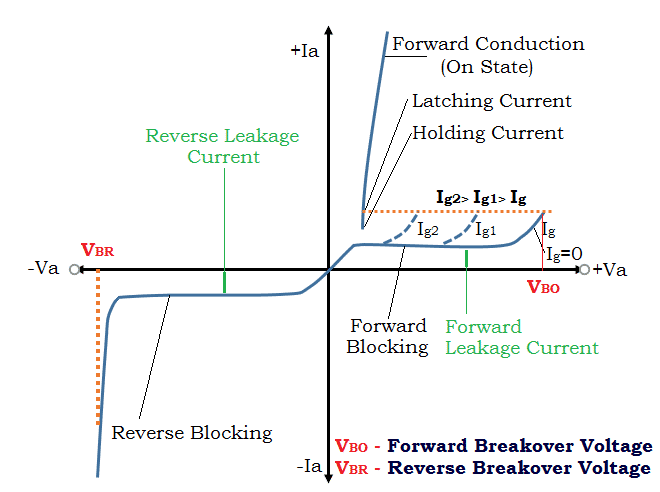 +Ia
Forward Conduction
(On State)
Latching Current
Holding Current
Reverse Leakage
Current
Ig2> Ig1> Ig
Ig2
Ig1
Ig
Ig=0
VBR
-Va
+Va
VBO
Forward
Blocking
Forward
Leakage Current
Reverse Blocking
-Ia
VBO - Forward Breakover Voltage
VBR - Reverse Breakover Voltage